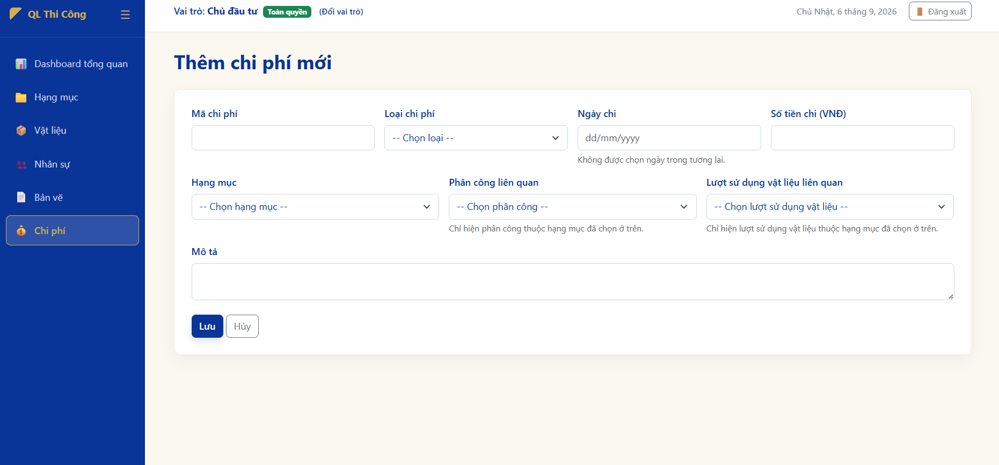 QL Thi Công
☰
Vai trò: Chủ đầu tư Toàn quyền (Đổi vai trò)
Chủ Nhật, 6 tháng 9, 2026
Đăng xuất
Dashboard tổng quan
Hạng mục
Vật liệu
Nhân sự
Bản vẽ
Chi phí
Thêm chi phí mới
Mã chi phí
Loại chi phí
-- Chọn loại --
Ngày chi
dd/mm/yyyy
Không được chọn ngày trong tương lai.
Số tiền chi (VNĐ)
Hạng mục
-- Chọn hạng mục --
Phân công liên quan
-- Chọn phân công --
Chỉ hiện phân công thuộc hạng mục đã chọn ở trên.
Lượt sử dụng vật liệu liên quan
-- Chọn lượt sử dụng vật liệu --
Chỉ hiện lượt sử dụng vật liệu thuộc hạng mục đã chọn ở trên.
Mô tả
Lưu
Hủy